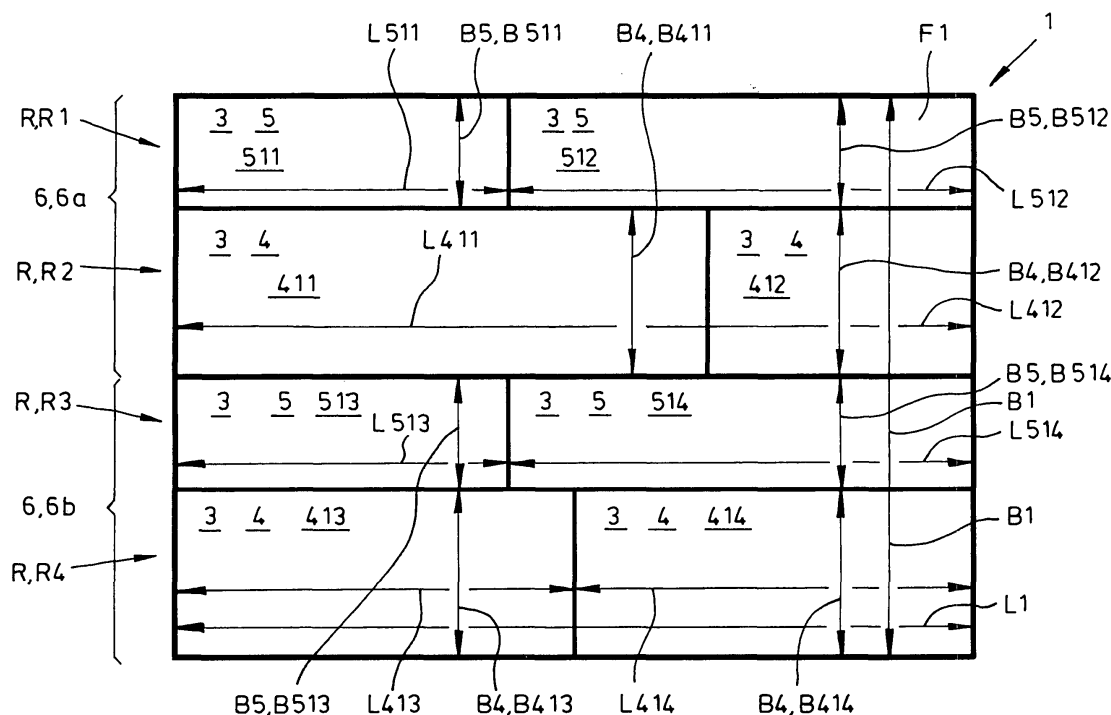 L511 B5,B511 B4,B411 F1 1
R,R1 3 5 3 5 B5,B512
511 512
6,6a L512
R,R2 3 4 L411 3 4 B4,B412
411 412
L412
B5,B514
R,R3 3 5 513 3 5 514 B1
L513 L514
6,6b 3 4 413 3 4 414 B1
R,R4
L1
B5,B513 L413 B4,B413 L414 B4,B414